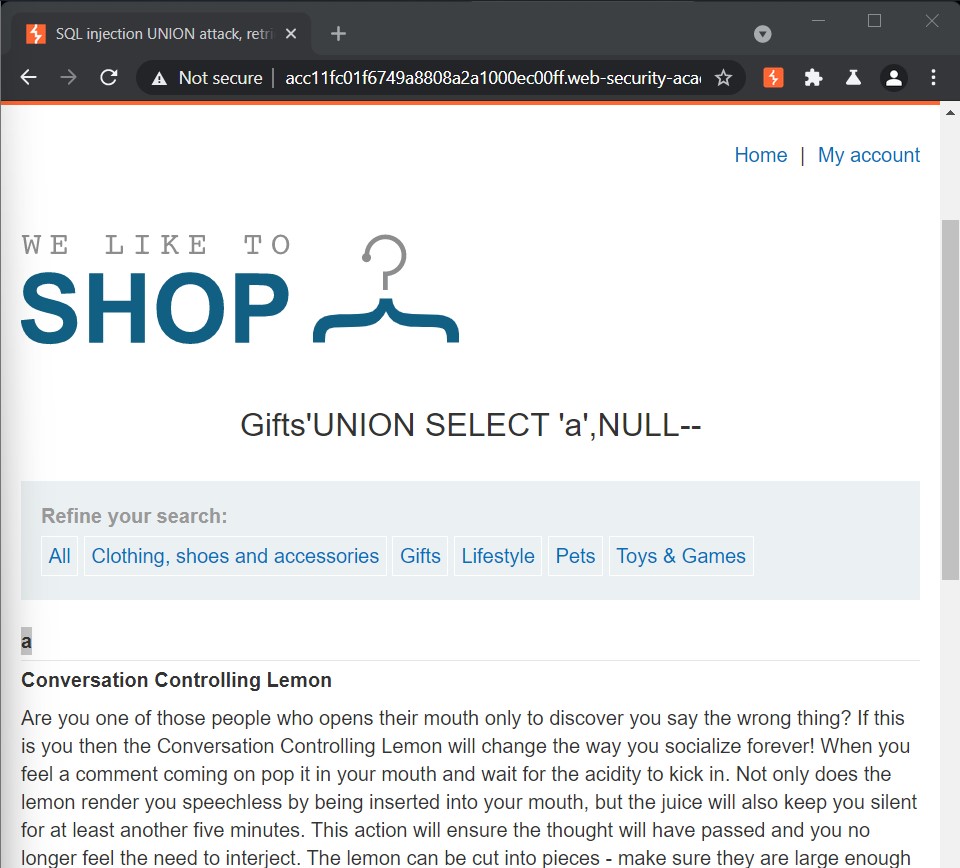 SQL injection UNION attack, retri
Not secure | acc11fc01f6749a8808a2a1000ec00ff.web-security-aca
Home | My account
WE LIKE TO
SHOP
Gifts'UNION SELECT 'a',NULL--
Refine your search:
All Clothing, shoes and accessories Gifts Lifestyle Pets Toys & Games
a
Conversation Controlling Lemon
Are you one of those people who opens their mouth only to discover you say the wrong thing? If this
is you then the Conversation Controlling Lemon will change the way you socialize forever! When you
feel a comment coming on pop it in your mouth and wait for the acidity to kick in. Not only does the
lemon render you speechless by being inserted into your mouth, but the juice will also keep you silent
for at least another five minutes. This action will ensure the thought will have passed and you no
longer feel the need to interject. The lemon can be cut into pieces - make sure they are large enough